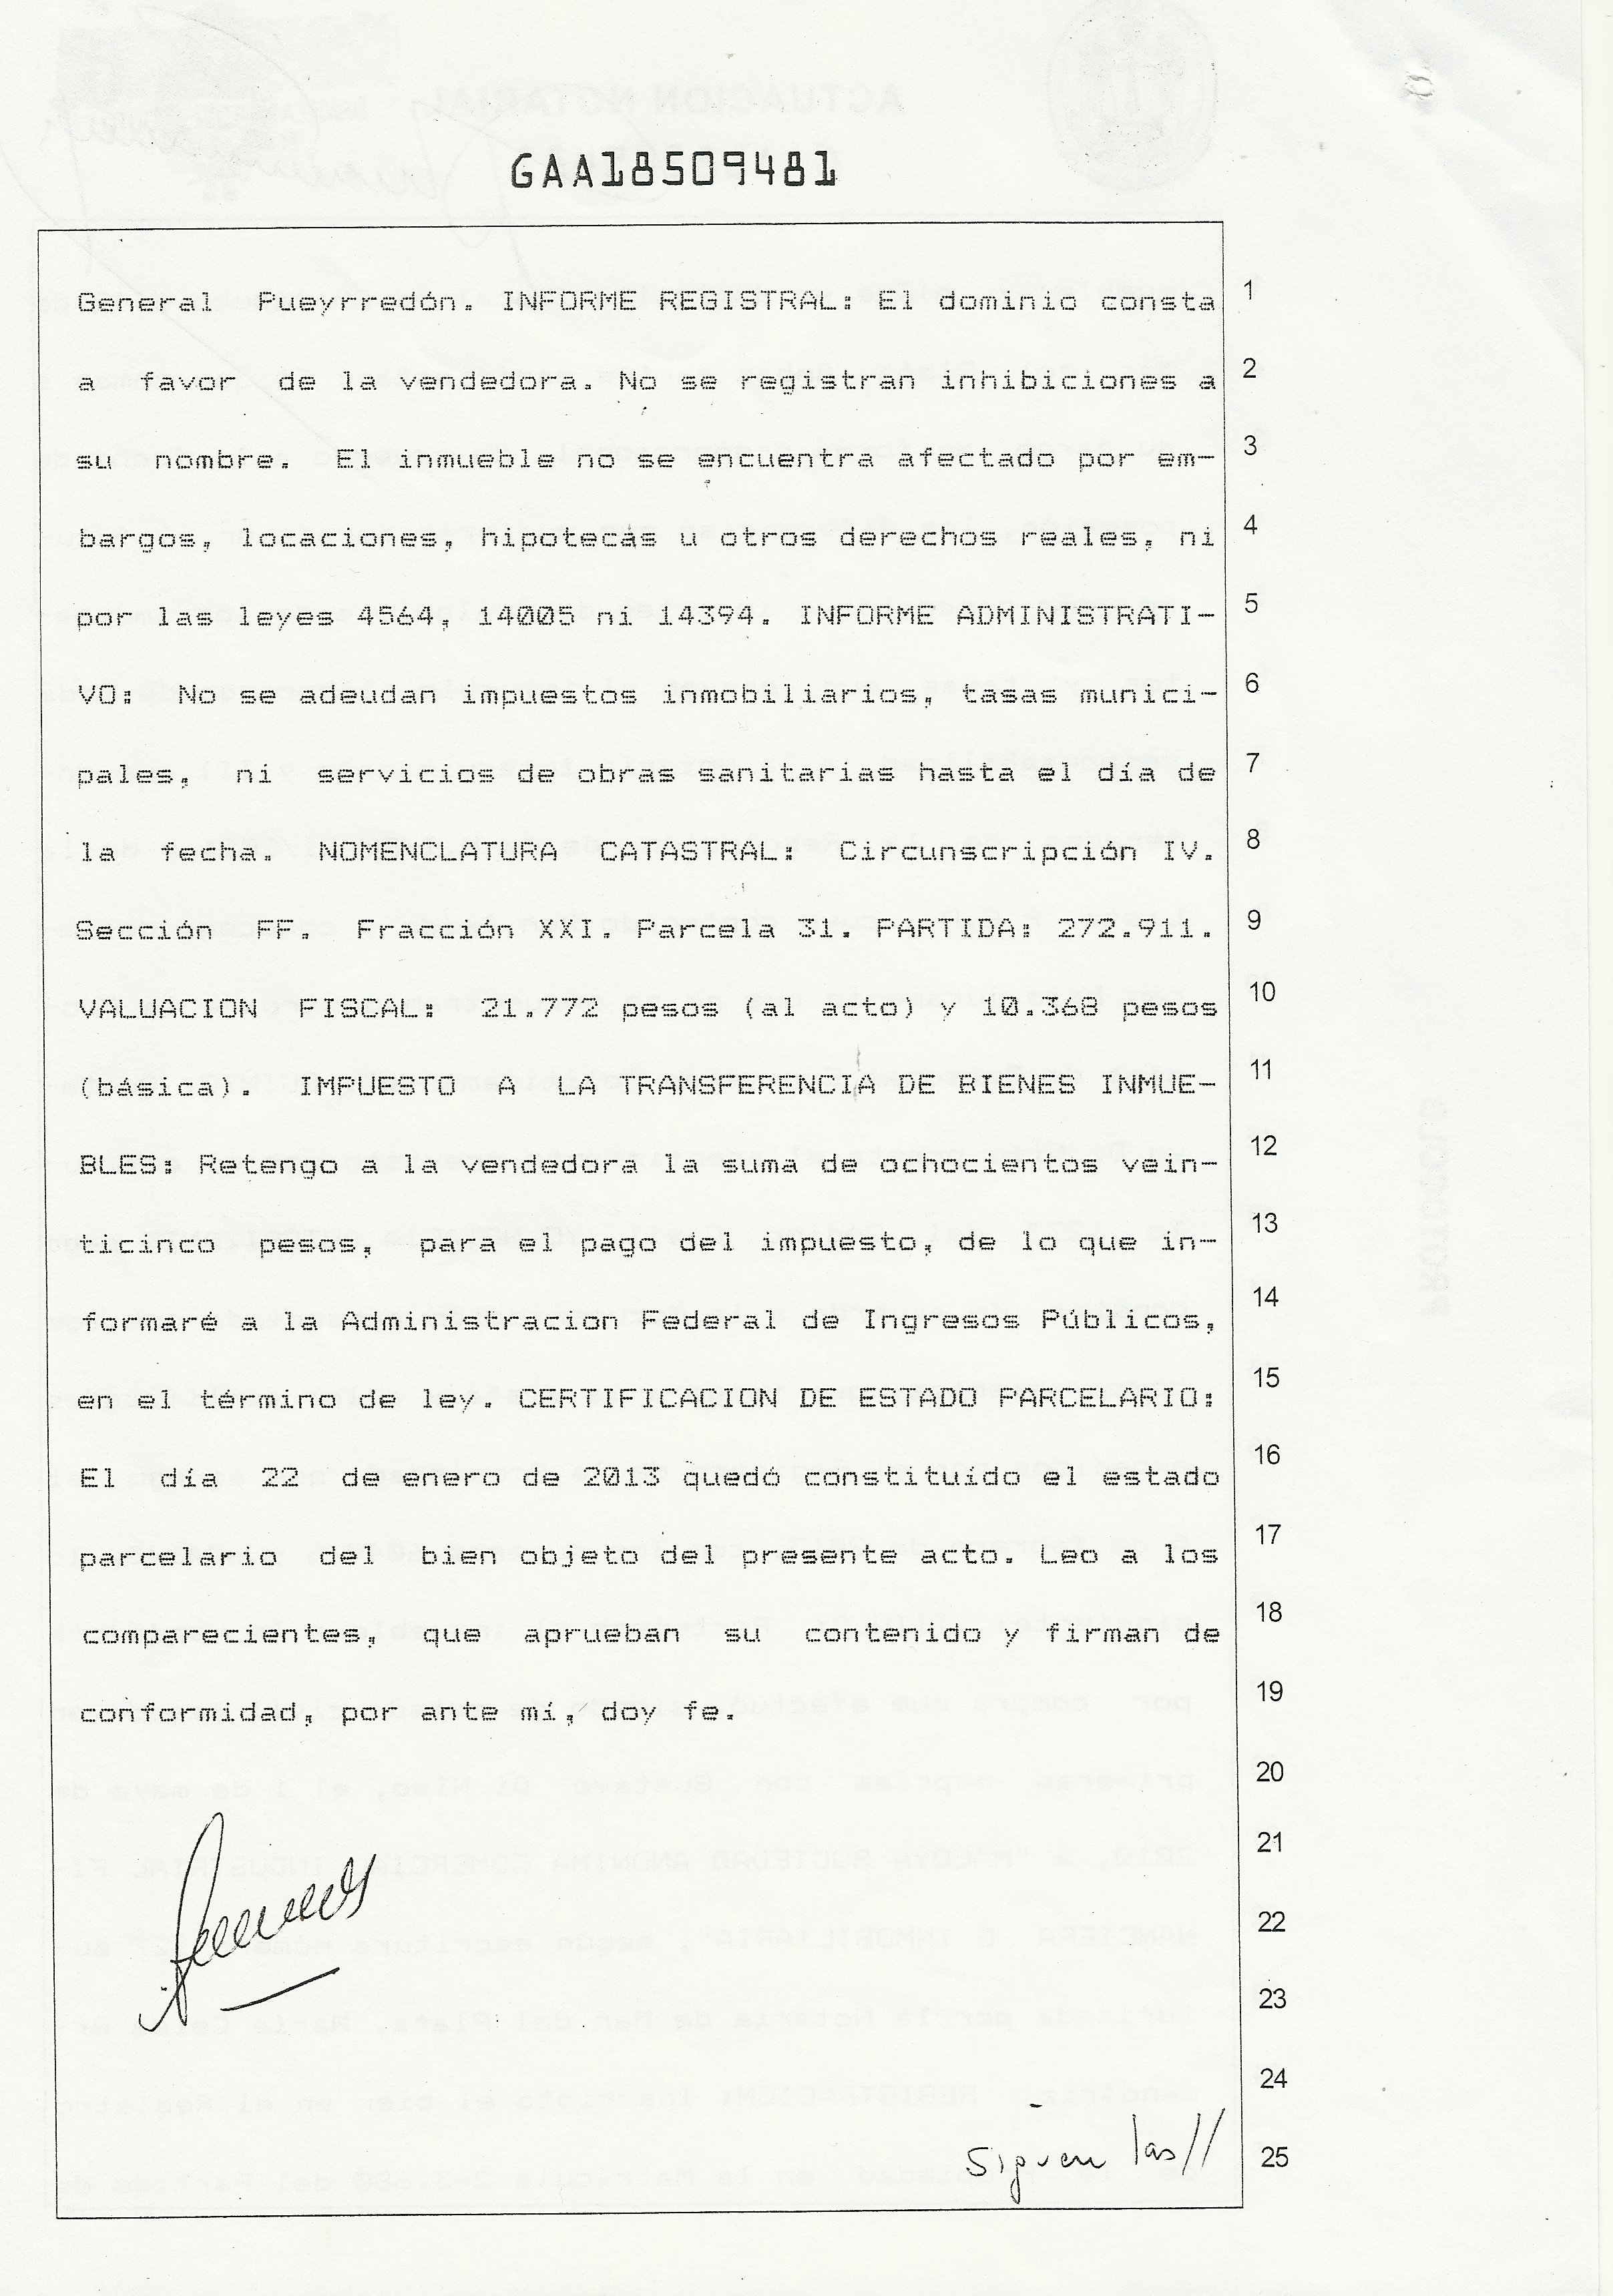 GAA18509481
General Pueyrredón. INFORME REGISTRAL: El dominio consta 1
a favor de la vendedora. No se registran inhibiciones a 2
su nombre. El inmueble no se encuentra afectado por em- 3
bargos, locaciones, hipotecas u otros derechos reales, ni 4
por las leyes 4564, 14005 ni 14394. INFORME ADMINISTRATI- 5
VO: No se adeudan impuestos inmobiliarios, tasas munici- 6
pales, ni servicios de obras sanitarias hasta el día de 7
la fecha. NOMENCLATURA CATASTRAL: Circunscripción IV. 8
Sección FF. Fracción XXI. Parcela 31. PARTIDA: 272.911. 9
VALUACION FISCAL: 21.772 pesos (al acto) y 10.368 pesos 10
(básica). IMPUESTO A LA TRANSFERENCIA DE BIENES INMUE- 11
BLES: Retengo a la vendedora la suma de ochocientos vein- 12
ticinco pesos, para el pago del impuesto, de lo que in- 13
formaré a la Administracion Federal de Ingresos Públicos, 14
en el término de ley. CERTIFICACION DE ESTADO PARCELARIO: 15
El día 22 de enero de 2013 quedó constituído el estado 16
parcelario del bien objeto del presente acto. Leo a los 17
comparecientes, que aprueban su contenido y firman de 18
conformidad, por ante mí, doy fe. 19
20
21
22
23
24
Siguen las// 25